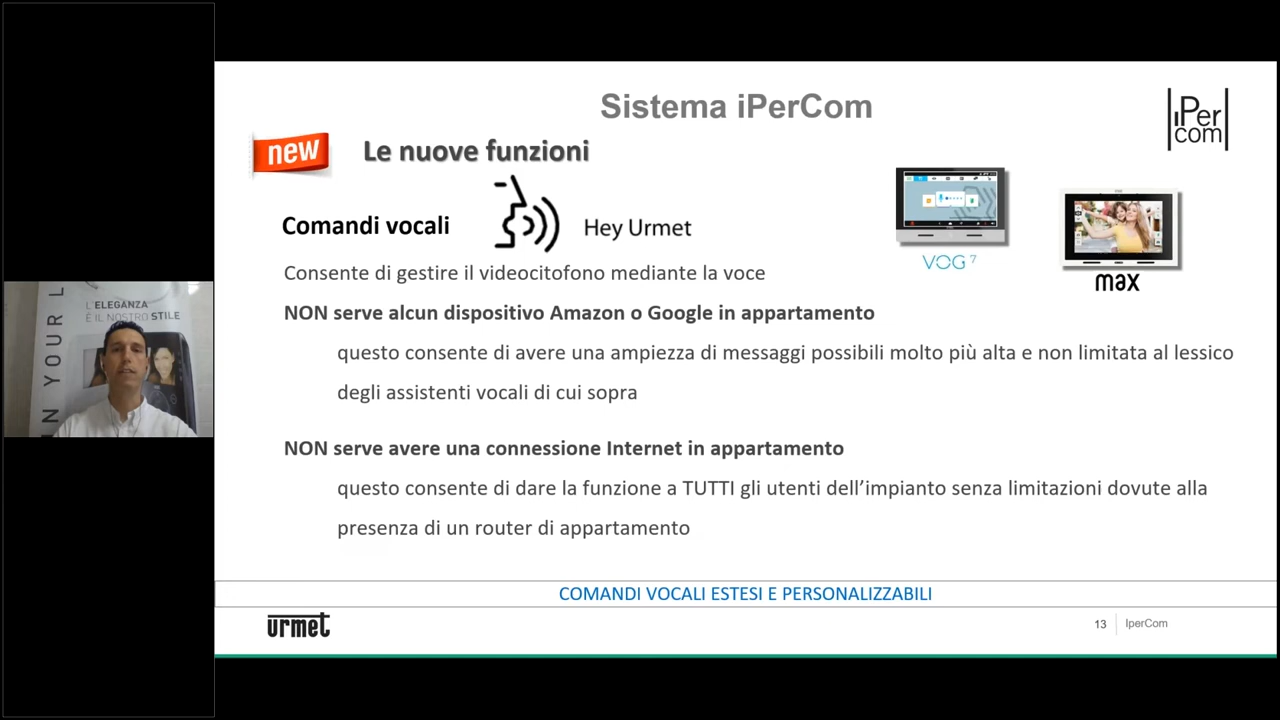 Sistema iPerCom
iPer
com
new
Le nuove funzioni
Comandi vocali
Hey Urmet
VOG 7
max
Consente di gestire il videocitofono mediante la voce
NON serve alcun dispositivo Amazon o Google in appartamento
questo consente di avere una ampiezza di messaggi possibili molto più alta e non limitata al lessico
degli assistenti vocali di cui sopra
NON serve avere una connessione Internet in appartamento
questo consente di dare la funzione a TUTTI gli utenti dell’impianto senza limitazioni dovute alla
presenza di un router di appartamento
COMANDI VOCALI ESTESI E PERSONALIZZABILI
urmet
13
IperCom
L'ELEGANZA
È IL NOSTRO STILE
IN YOUR L